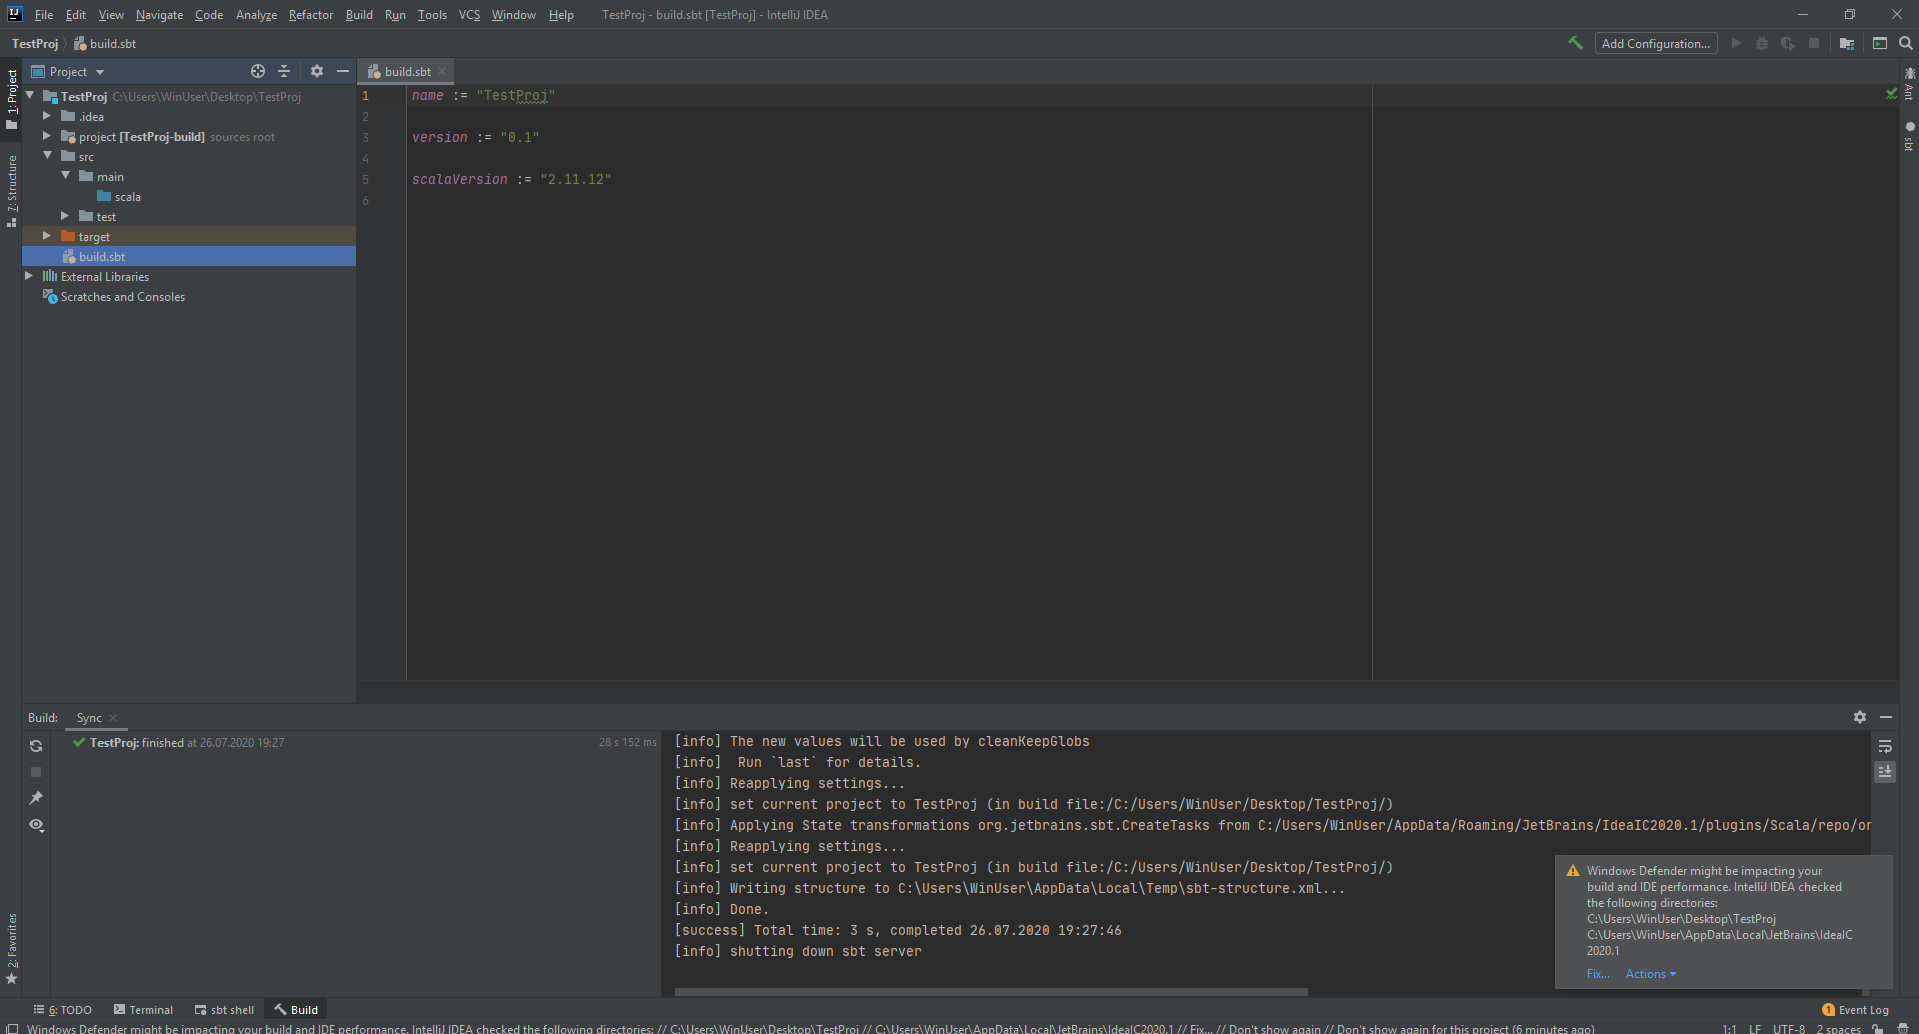 IJ File Edit View Navigate Code Analyze Refactor Build Run Tools VCS Window Help TestProj - build.sbt [TestProj] - IntelliJ IDEA
TestProj build.sbt Add Configuration...
1: Project
7: Structure
2: Favorites
Project
TestProj C:\Users\WinUser\Desktop\TestProj
.idea
project [TestProj-build] sources root
src
main
scala
test
target
build.sbt
External Libraries
Scratches and Consoles
build.sbt
1 name := "TestProj"
2
3 version := "0.1"
4
5 scalaVersion := "2.11.12"
6
Ant
sbt
Build: Sync
TestProj: finished at 26.07.2020 19:27 28 s 152 ms
[info] The new values will be used by cleanKeepGlobs
[info]  Run `last` for details.
[info] Reapplying settings...
[info] set current project to TestProj (in build file:/C:/Users/WinUser/Desktop/TestProj/)
[info] Applying State transformations org.jetbrains.sbt.CreateTasks from C:/Users/WinUser/AppData/Roaming/JetBrains/IdeaIC2020.1/plugins/Scala/repo/or
[info] Reapplying settings...
[info] set current project to TestProj (in build file:/C:/Users/WinUser/Desktop/TestProj/)
[info] Writing structure to C:\Users\WinUser\AppData\Local\Temp\sbt-structure.xml...
[info] Done.
[success] Total time: 3 s, completed 26.07.2020 19:27:46
[info] shutting down sbt server
Windows Defender might be impacting your
build and IDE performance. IntelliJ IDEA checked
the following directories:
C:\Users\WinUser\Desktop\TestProj
C:\Users\WinUser\AppData\Local\JetBrains\IdeaIC
2020.1
Fix... Actions
6: TODO Terminal sbt shell Build 1 Event Log
Windows Defender might be impacting your build and IDE performance. IntelliJ IDEA checked the following directories: // C:\Users\WinUser\Desktop\TestProj // C:\Users\WinUser\AppData\Local\JetBrains\IdeaIC2020.1 // Fix... // Don't show again // Don't show again for this project (6 minutes ago) 1:1 LF UTF-8 2 spaces